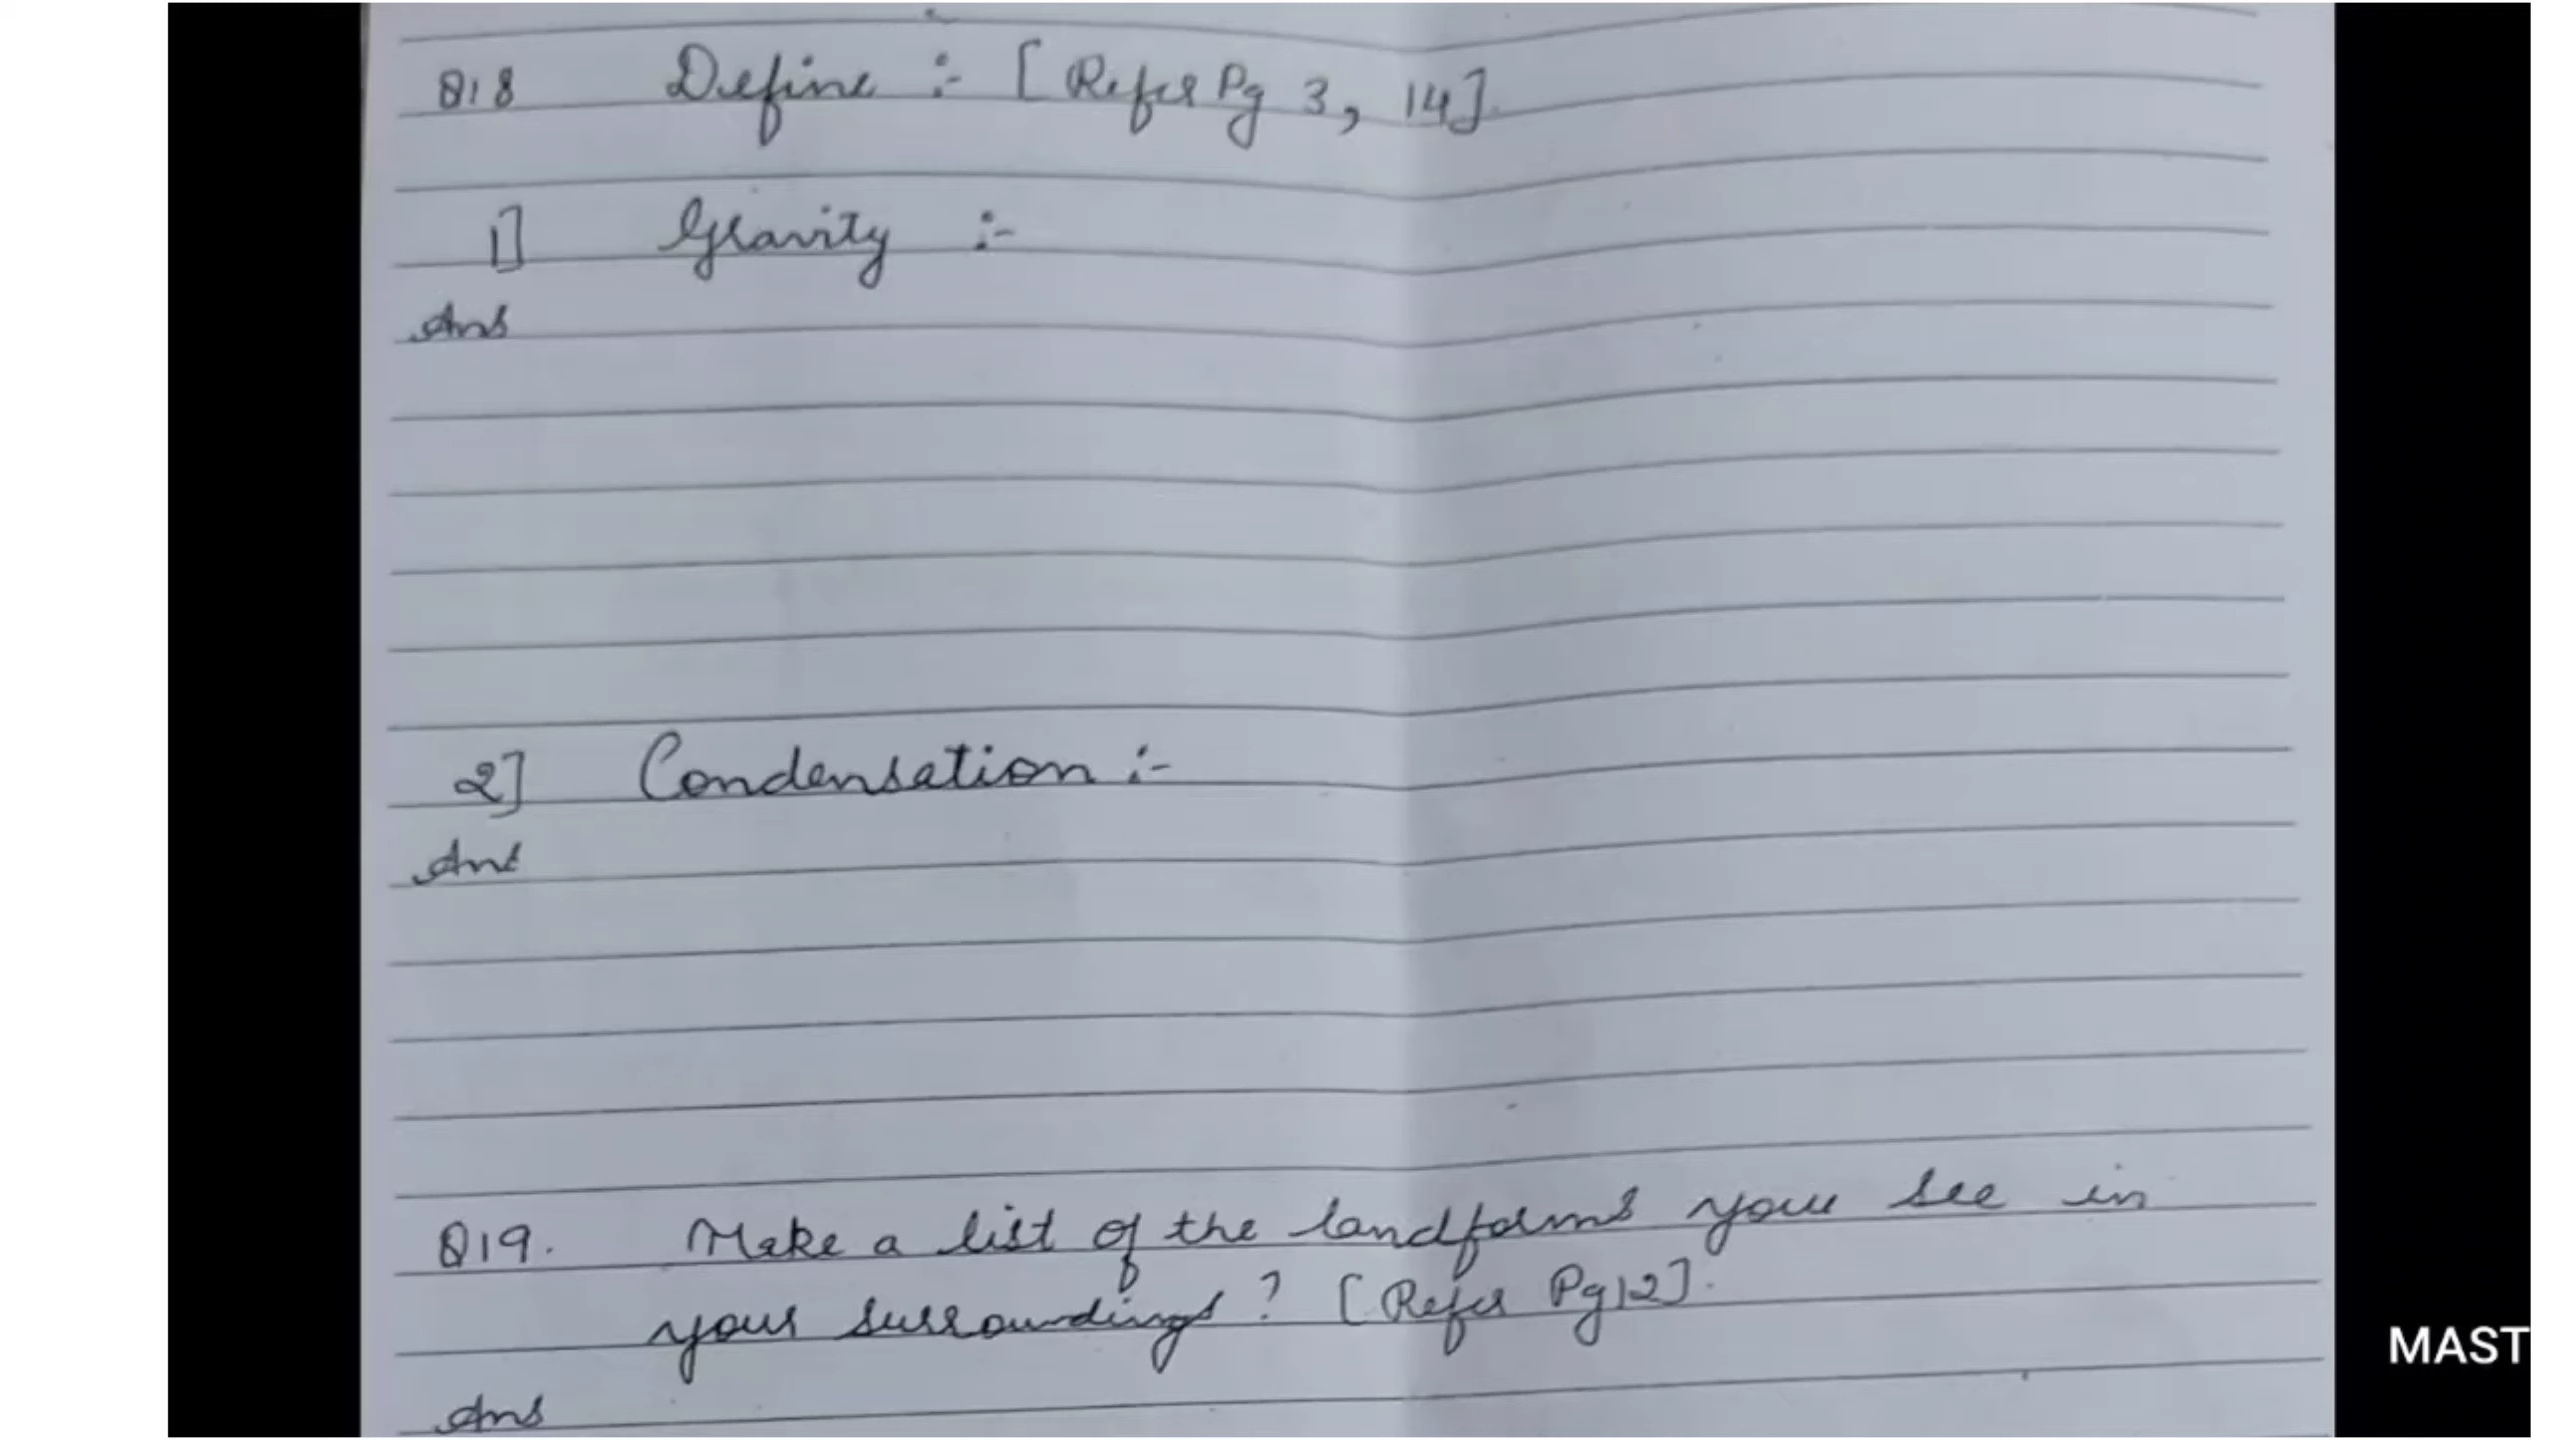 Q18 Define :- [Refer Pg 3, 14].
1] Gravity :-
Ans
2] Condensation :-
Ans
Q19. Make a list of the landforms you see in
your surroundings? [Refer Pg 12].
Ans
MAST